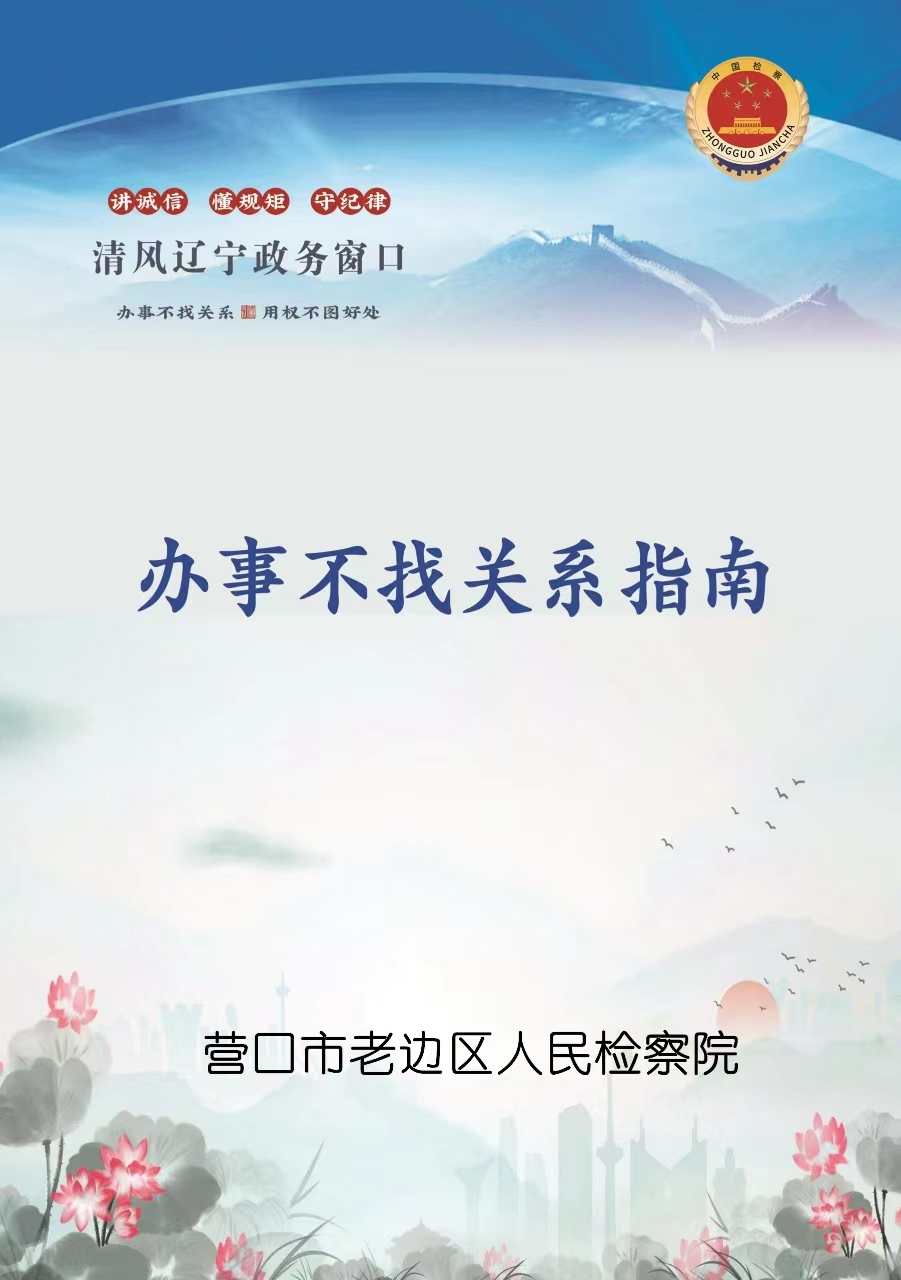 中国检察
ZHONGGUO JIANCHA
讲诚信 懂规矩 守纪律
清风辽宁政务窗口
办事不找关系 用权不图好处
办事不找关系指南
营口市老边区人民检察院